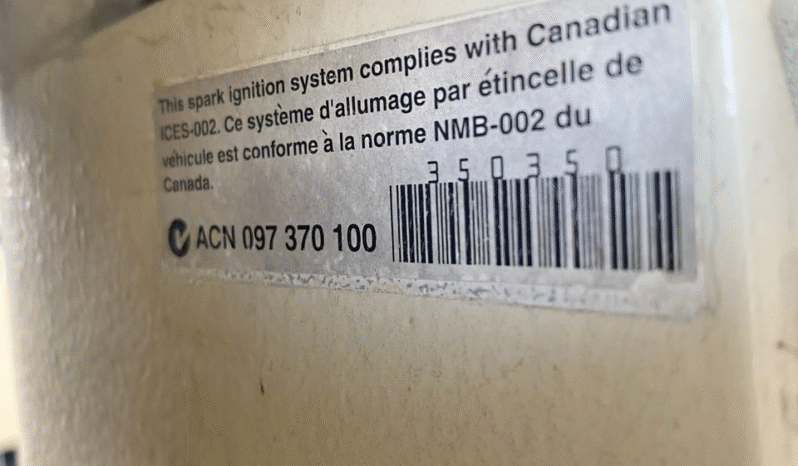 This spark ignition system complies with Canadian
ICES-002. Ce système d'allumage par étincelle de
véhicule est conforme à la norme NMB-002 du
Canada.
350350
ACN 097 370 100